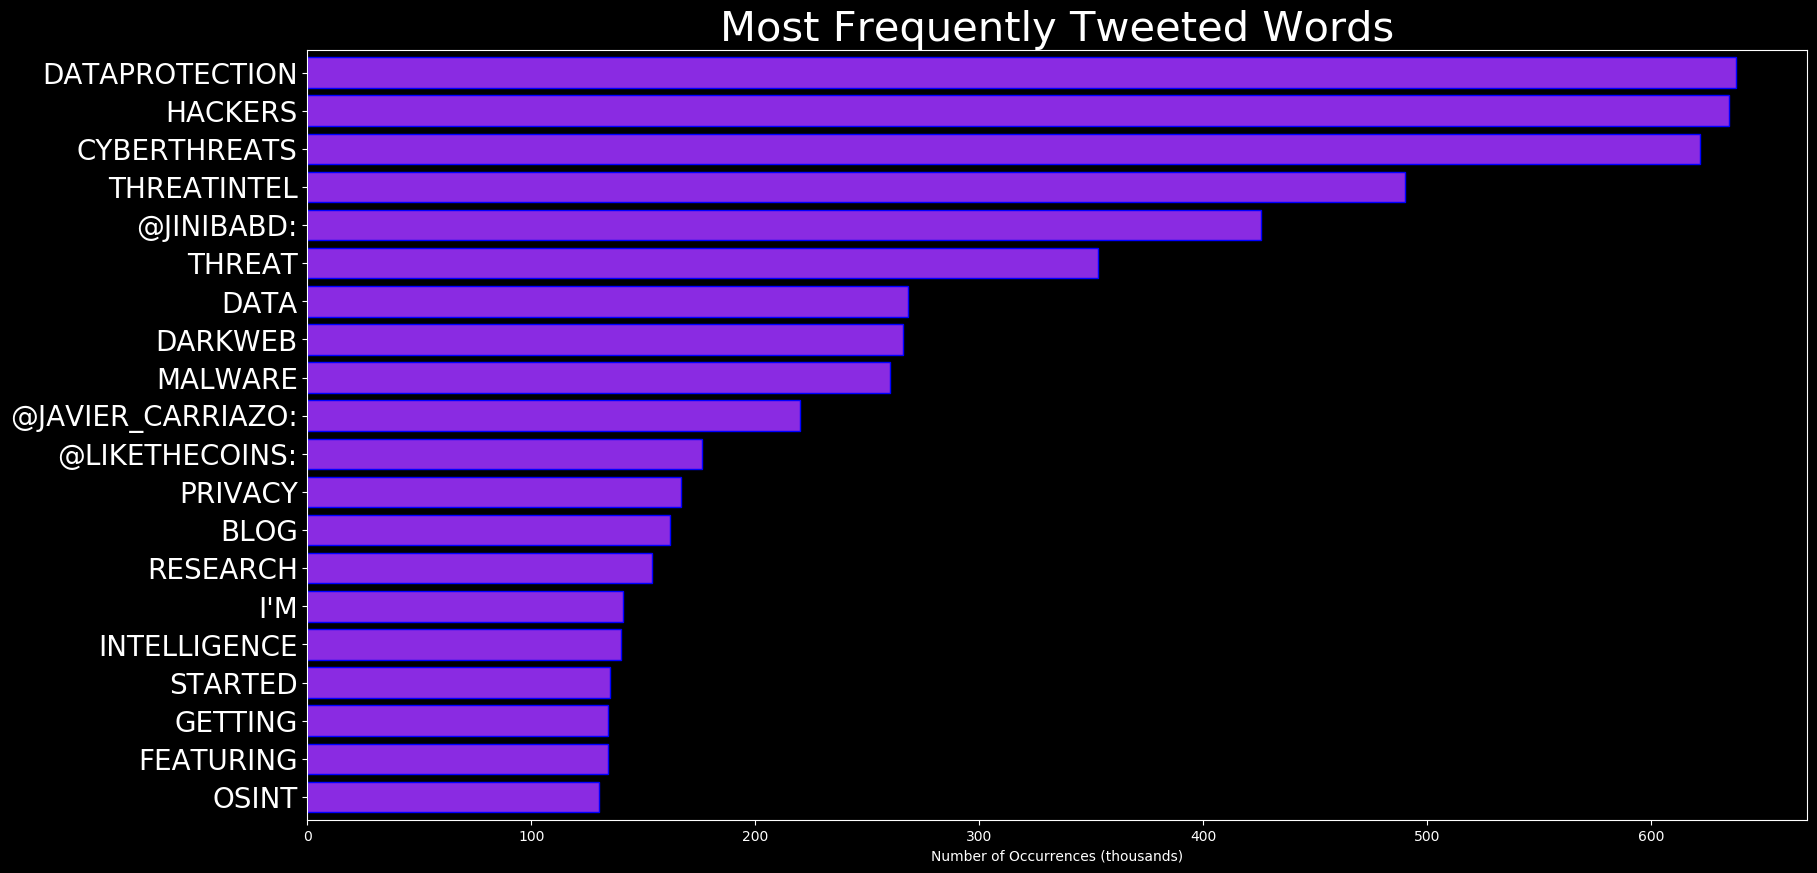 Most Frequently Tweeted Words
DATAPROTECTION
HACKERS
CYBERTHREATS
THREATINTEL
@JINIBABD:
THREAT
DATA
DARKWEB
MALWARE
@JAVIER_CARRIAZO:
@LIKETHECOINS:
PRIVACY
BLOG
RESEARCH
I'M
INTELLIGENCE
STARTED
GETTING
FEATURING
OSINT
0 100 200 300 400 500 600
Number of Occurrences (thousands)